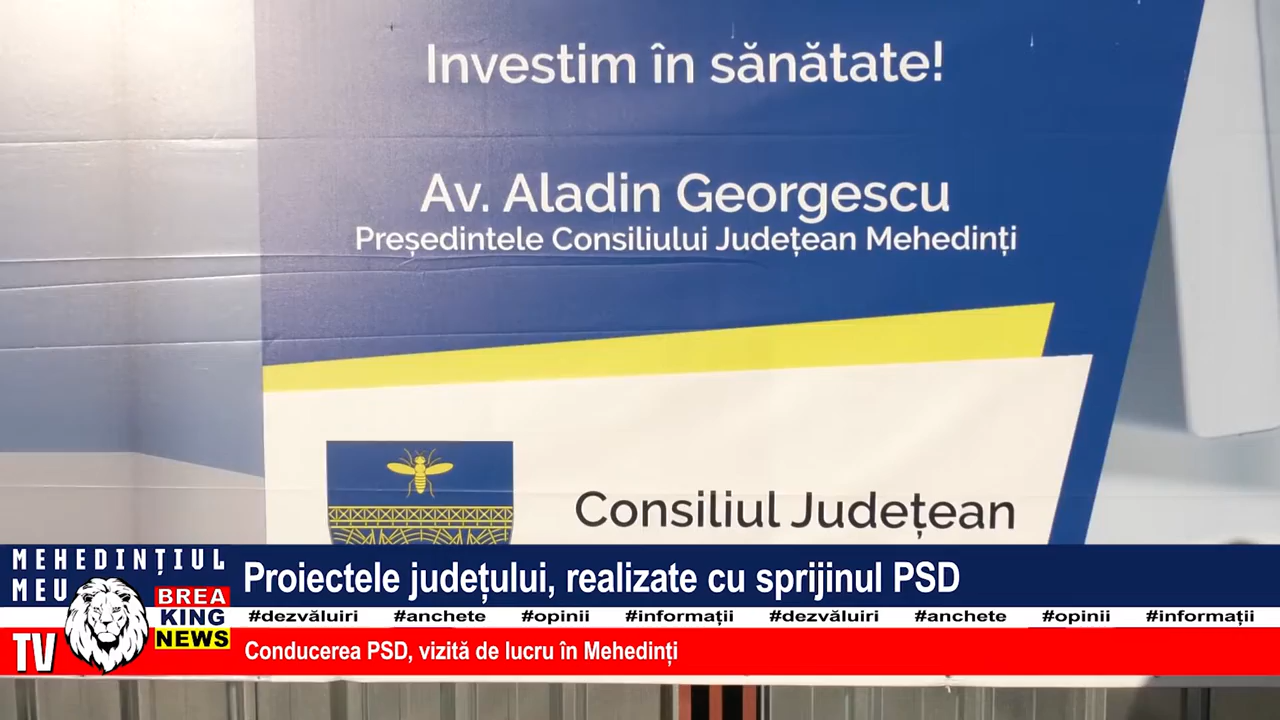 Investim în sănătate!
Av. Aladin Georgescu
Președintele Consiliului Județean Mehedinți
Consiliul Județean
MEHEDINȚIUL
MEU
TV
BREA
KING
NEWS
Proiectele județului, realizate cu sprijinul PSD
#dezvăluiri #anchete #opinii #informații #dezvăluiri #anchete #opinii #informații
Conducerea PSD, vizită de lucru în Mehedinți